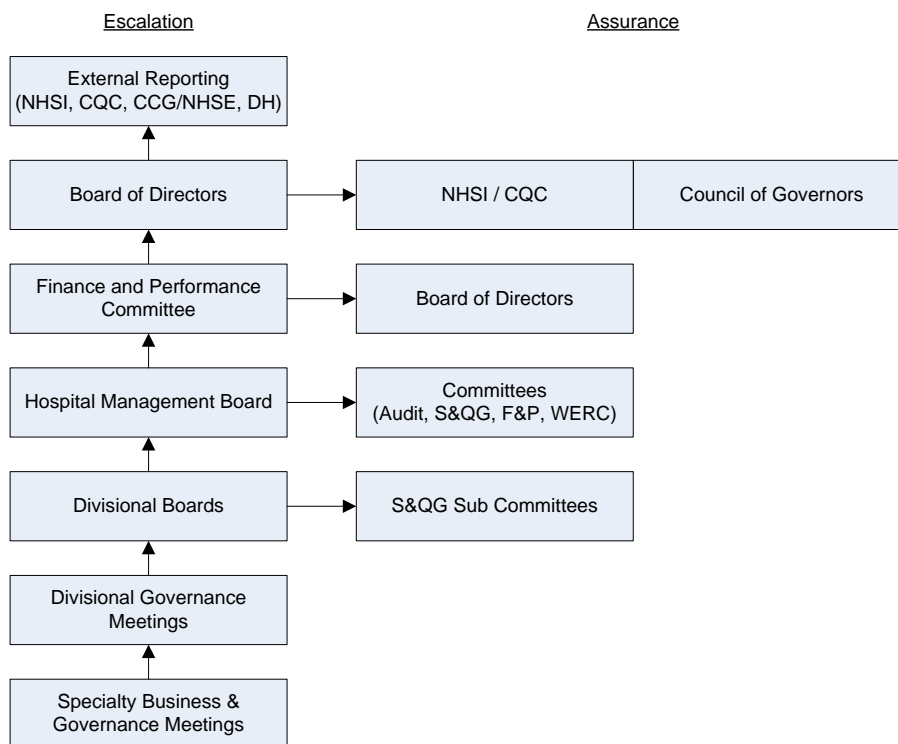 Escalation
Assurance
External Reporting
(NHSI, CQC, CCG/NHSE, DH)
Board of Directors
NHSI / CQC
Council of Governors
Finance and Performance
Committee
Board of Directors
Hospital Management Board
Committees
(Audit, S&QG, F&P, WERC)
Divisional Boards
S&QG Sub Committees
Divisional Governance
Meetings
Specialty Business &
Governance Meetings